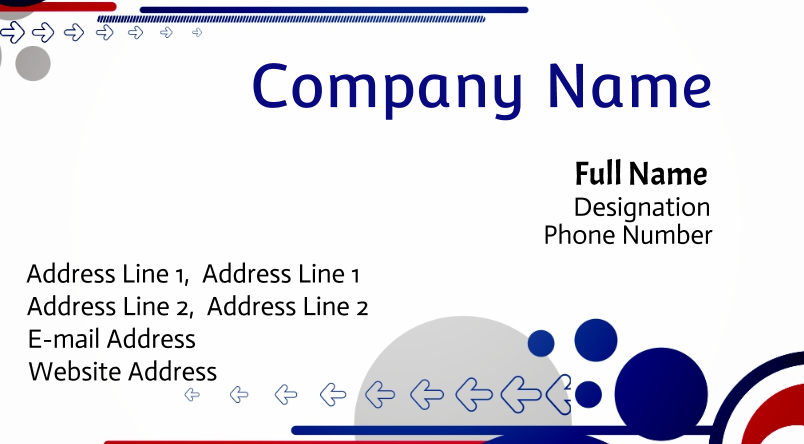 Company Name
Full Name
Designation
Phone Number
Address Line 1,  Address Line 1
Address Line 2,  Address Line 2
E-mail Address
Website Address